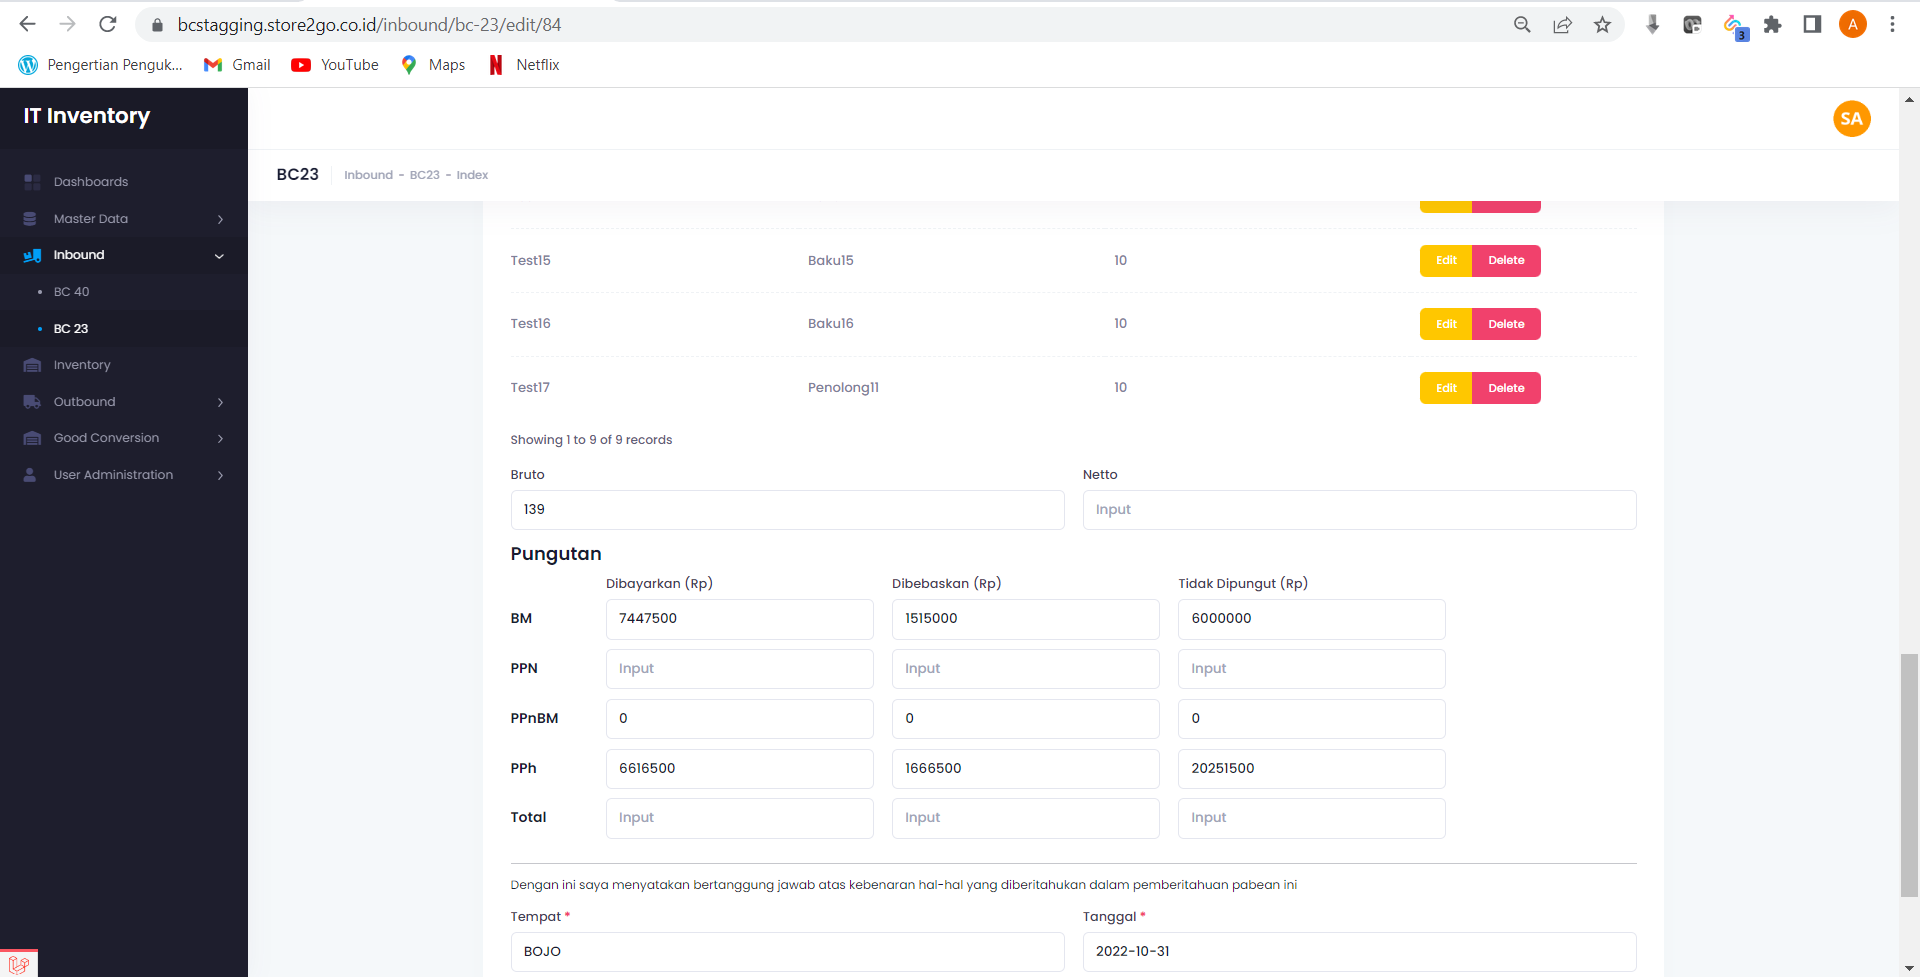 bcstagging.store2go.co.id/inbound/bc-23/edit/84
3
A
Pengertian Penguk...
Gmail
YouTube
Maps
Netflix
IT Inventory
SA
BC23
Inbound - BC23 - Index
Dashboards
Master Data
Inbound
BC 40
BC 23
Inventory
Outbound
Good Conversion
User Administration
Test15 Baku15 10 Edit Delete
Test16 Baku16 10 Edit Delete
Test17 Penolong11 10 Edit Delete
Showing 1 to 9 of 9 records
Bruto Netto
139 Input
Pungutan
Dibayarkan (Rp) Dibebaskan (Rp) Tidak Dipungut (Rp)
BM 7447500 1515000 6000000
PPN Input Input Input
PPnBM 0 0 0
PPh 6616500 1666500 20251500
Total Input Input Input
Dengan ini saya menyatakan bertanggung jawab atas kebenaran hal-hal yang diberitahukan dalam pemberitahuan pabean ini
Tempat * Tanggal *
BOJO 2022-10-31